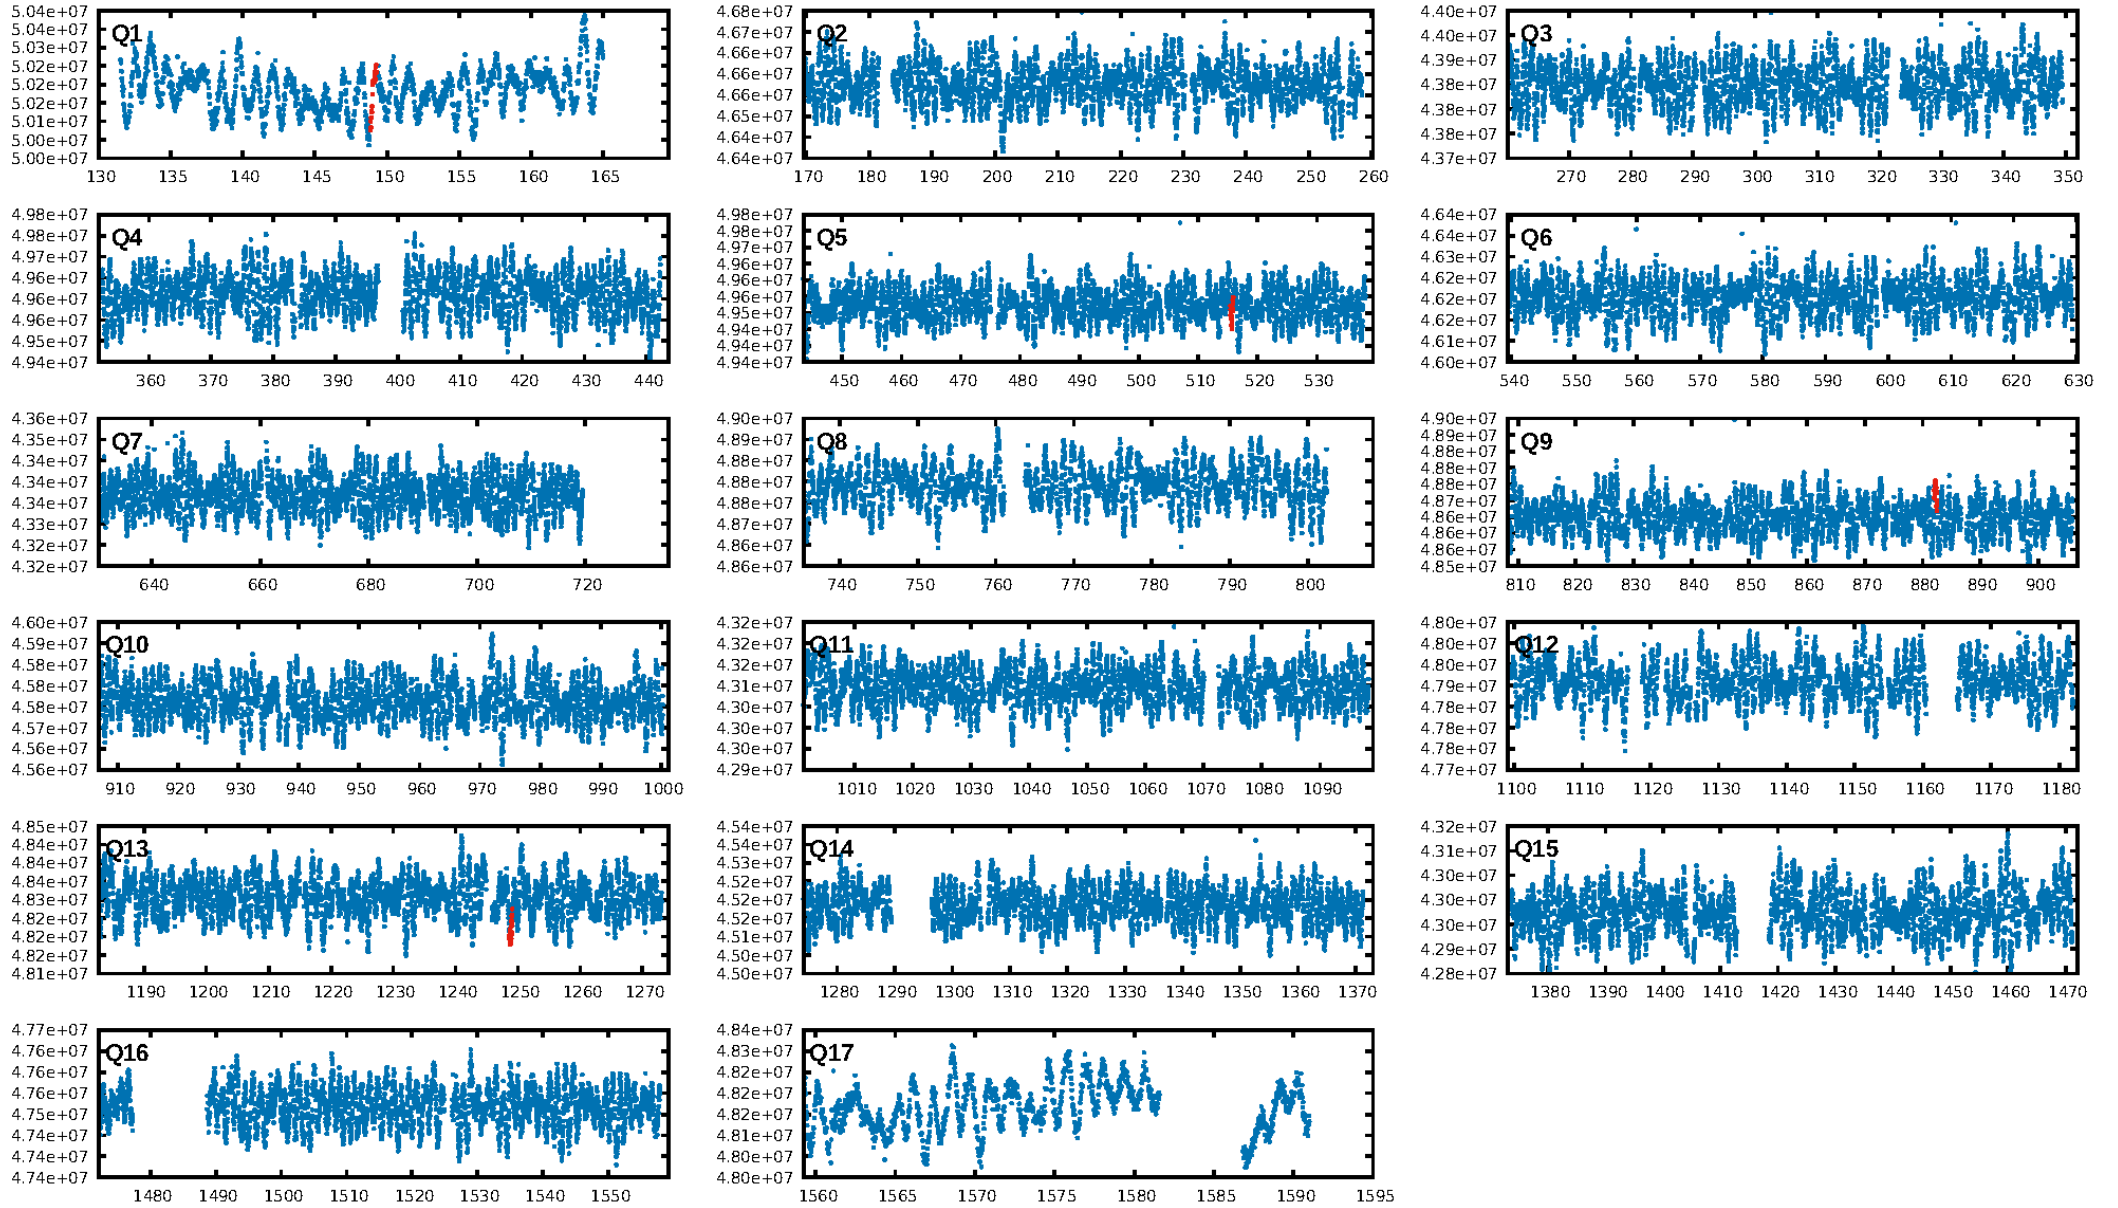 Q1
5.04e+07
5.04e+07
5.03e+07
5.02e+07
5.02e+07
5.02e+07
5.01e+07
5.00e+07
5.00e+07
130 135 140 145 150 155 160 165
Q2
4.68e+07
4.67e+07
4.66e+07
4.66e+07
4.66e+07
4.65e+07
4.64e+07
4.64e+07
170 180 190 200 210 220 230 240 250 260
Q3
4.40e+07
4.40e+07
4.39e+07
4.38e+07
4.38e+07
4.38e+07
4.37e+07
270 280 290 300 310 320 330 340 350
Q4
4.98e+07
4.98e+07
4.97e+07
4.96e+07
4.96e+07
4.96e+07
4.95e+07
4.94e+07
360 370 380 390 400 410 420 430 440
Q5
4.98e+07
4.98e+07
4.97e+07
4.96e+07
4.96e+07
4.95e+07
4.94e+07
4.94e+07
4.94e+07
450 460 470 480 490 500 510 520 530
Q6
4.64e+07
4.64e+07
4.63e+07
4.62e+07
4.62e+07
4.62e+07
4.61e+07
4.60e+07
540 550 560 570 580 590 600 610 620 630
Q7
4.36e+07
4.35e+07
4.34e+07
4.34e+07
4.34e+07
4.33e+07
4.32e+07
4.32e+07
640 660 680 700 720
Q8
4.90e+07
4.89e+07
4.88e+07
4.88e+07
4.88e+07
4.87e+07
4.86e+07
4.86e+07
740 750 760 770 780 790 800
Q9
4.90e+07
4.89e+07
4.89e+07
4.88e+07
4.88e+07
4.87e+07
4.86e+07
4.86e+07
4.86e+07
4.85e+07
810 820 830 840 850 860 870 880 890 900
Q10
4.60e+07
4.59e+07
4.58e+07
4.58e+07
4.58e+07
4.57e+07
4.56e+07
4.56e+07
910 920 930 940 950 960 970 980 990 1000
Q11
4.32e+07
4.32e+07
4.32e+07
4.31e+07
4.30e+07
4.30e+07
4.30e+07
4.29e+07
1010 1020 1030 1040 1050 1060 1070 1080 1090
Q12
4.80e+07
4.80e+07
4.80e+07
4.79e+07
4.78e+07
4.78e+07
4.78e+07
4.77e+07
1100 1110 1120 1130 1140 1150 1160 1170 1180
Q13
4.85e+07
4.84e+07
4.84e+07
4.84e+07
4.83e+07
4.82e+07
4.82e+07
4.82e+07
4.81e+07
1190 1200 1210 1220 1230 1240 1250 1260 1270
Q14
4.54e+07
4.54e+07
4.53e+07
4.52e+07
4.52e+07
4.52e+07
4.51e+07
4.50e+07
4.50e+07
1280 1290 1300 1310 1320 1330 1340 1350 1360 1370
Q15
4.32e+07
4.31e+07
4.30e+07
4.30e+07
4.30e+07
4.29e+07
4.28e+07
1380 1390 1400 1410 1420 1430 1440 1450 1460 1470
Q16
4.77e+07
4.76e+07
4.76e+07
4.76e+07
4.75e+07
4.74e+07
4.74e+07
4.74e+07
1480 1490 1500 1510 1520 1530 1540 1550
Q17
4.84e+07
4.83e+07
4.82e+07
4.82e+07
4.82e+07
4.81e+07
4.80e+07
4.80e+07
1560 1565 1570 1575 1580 1585 1590 1595